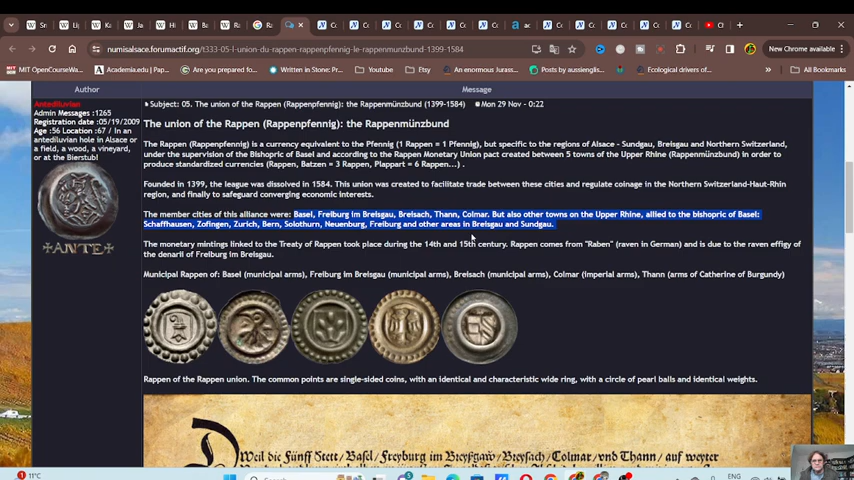 numisalsace.forumactif.org/t333-05-l-union-du-rappen-rappenpfennig-le-rappenmunzbund-1399-1584
New Chrome available
MIT OpenCourseWa...
Academia.edu | Pap...
Are you prepared fo...
Written in Stone: Pr...
YouTube
Etsy
An enormous Jurass...
Posts by aussienglis...
Ecological drivers of...
All Bookmarks
Author
Message
Antediluvian
Admin Messages :1265
Registration :05/19/2009
Age :56 Location :67 / In an
antediluvian hole in Alsace or
a field, a wood, a vineyard,
or at the Bierstub!
ANTE
Subject: 05. The union of the Rappen (Rappenpfennig): the Rappenmünzbund (1399-1584)
Mon 29 Nov - 0:22
The union of the Rappen (Rappenpfennig): the Rappenmünzbund
The Rappen (Rappenpfennig) is a currency equivalent to the Pfennig (1 Rappen = 1 Pfennig), but specific to the regions of Alsace - Sundgau, Breisgau and Northern Switzerland,
under the supervision of the Bishopric of Basel and according to the Rappen Monetary Union pact created between 5 towns of the Upper Rhine (Rappenmünzbund) in order to
produce standardized currencies (Rappen, Batzen = 3 Rappen, Plappart = 6 Rappen...) .
Founded in 1399, the league was dissolved in 1584. This union was created to facilitate trade between these cities and regulate coinage in the Northern Switzerland-Haut-Rhin
region, and finally to safeguard converging economic interests.
The member cities of this alliance were: Basel, Freiburg im Breisgau, Breisach, Thann, Colmar. But also other towns on the Upper Rhine, allied to the bishopric of Basel:
Schaffhausen, Zofingen, Zurich, Bern, Solothurn, Neuenburg, Freiburg and other areas in Breisgau and Sundgau.
The monetary mintings linked to the Treaty of Rappen took place during the 14th and 15th century. Rappen comes from "Raben" (raven in German) and is due to the raven effigy of
the denarii of Freiburg im Breisgau.
Municipal Rappen of: Basel (municipal arms), Freiburg im Breisgau (municipal arms), Breisach (municipal arms), Colmar (imperial arms), Thann (arms of Catherine of Burgundy)
Rappen of the Rappen union. The common points are single-sided coins, with an identical and characteristic wide ring, with a circle of pearl balls and identical weights.
Dweil die Fünff Stett/Basel/Freyburg im Breyßgaw/Breysach/Colmar/vnd Thann/auf weyter
11°C
Search
ENG